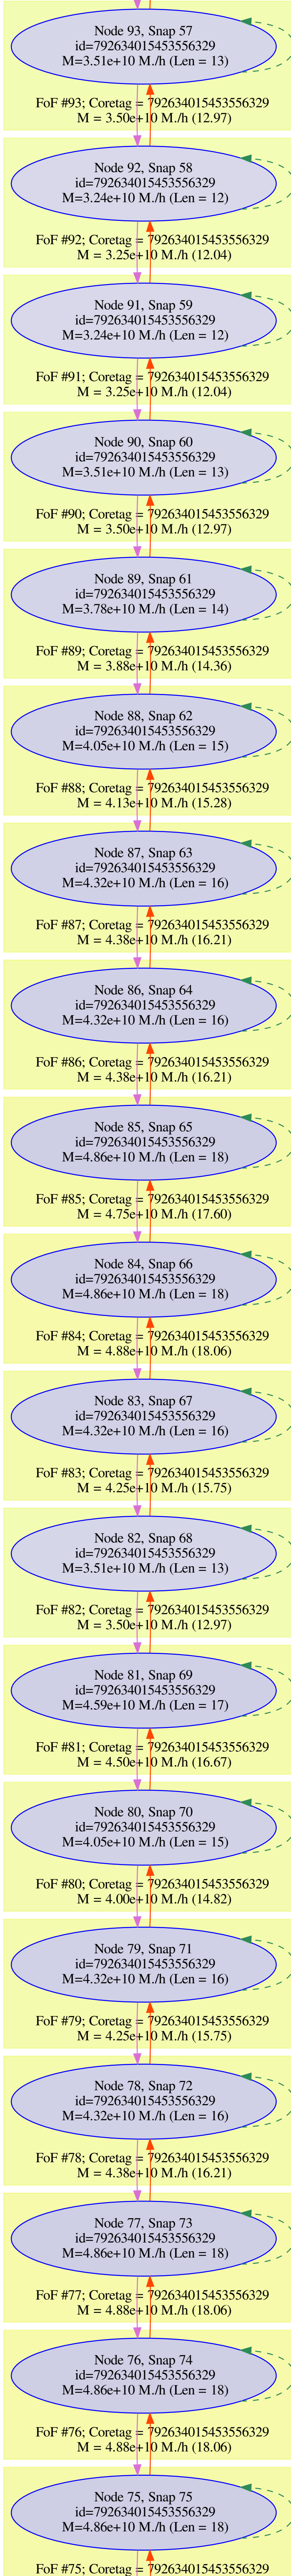 Node 93, Snap 57
id=792634015453556329
M=3.51e+10 M./h (Len = 13)
FoF #93; Coretag = 792634015453556329
M = 3.50e+10 M./h (12.97)
Node 92, Snap 58
id=792634015453556329
M=3.24e+10 M./h (Len = 12)
FoF #92; Coretag = 792634015453556329
M = 3.25e+10 M./h (12.04)
Node 91, Snap 59
id=792634015453556329
M=3.24e+10 M./h (Len = 12)
FoF #91; Coretag = 792634015453556329
M = 3.25e+10 M./h (12.04)
Node 90, Snap 60
id=792634015453556329
M=3.51e+10 M./h (Len = 13)
FoF #90; Coretag = 792634015453556329
M = 3.50e+10 M./h (12.97)
Node 89, Snap 61
id=792634015453556329
M=3.78e+10 M./h (Len = 14)
FoF #89; Coretag = 792634015453556329
M = 3.88e+10 M./h (14.36)
Node 88, Snap 62
id=792634015453556329
M=4.05e+10 M./h (Len = 15)
FoF #88; Coretag = 792634015453556329
M = 4.13e+10 M./h (15.28)
Node 87, Snap 63
id=792634015453556329
M=4.32e+10 M./h (Len = 16)
FoF #87; Coretag = 792634015453556329
M = 4.38e+10 M./h (16.21)
Node 86, Snap 64
id=792634015453556329
M=4.32e+10 M./h (Len = 16)
FoF #86; Coretag = 792634015453556329
M = 4.38e+10 M./h (16.21)
Node 85, Snap 65
id=792634015453556329
M=4.86e+10 M./h (Len = 18)
FoF #85; Coretag = 792634015453556329
M = 4.75e+10 M./h (17.60)
Node 84, Snap 66
id=792634015453556329
M=4.86e+10 M./h (Len = 18)
FoF #84; Coretag = 792634015453556329
M = 4.88e+10 M./h (18.06)
Node 83, Snap 67
id=792634015453556329
M=4.32e+10 M./h (Len = 16)
FoF #83; Coretag = 792634015453556329
M = 4.25e+10 M./h (15.75)
Node 82, Snap 68
id=792634015453556329
M=3.51e+10 M./h (Len = 13)
FoF #82; Coretag = 792634015453556329
M = 3.50e+10 M./h (12.97)
Node 81, Snap 69
id=792634015453556329
M=4.59e+10 M./h (Len = 17)
FoF #81; Coretag = 792634015453556329
M = 4.50e+10 M./h (16.67)
Node 80, Snap 70
id=792634015453556329
M=4.05e+10 M./h (Len = 15)
FoF #80; Coretag = 792634015453556329
M = 4.00e+10 M./h (14.82)
Node 79, Snap 71
id=792634015453556329
M=4.32e+10 M./h (Len = 16)
FoF #79; Coretag = 792634015453556329
M = 4.25e+10 M./h (15.75)
Node 78, Snap 72
id=792634015453556329
M=4.32e+10 M./h (Len = 16)
FoF #78; Coretag = 792634015453556329
M = 4.38e+10 M./h (16.21)
Node 77, Snap 73
id=792634015453556329
M=4.86e+10 M./h (Len = 18)
FoF #77; Coretag = 792634015453556329
M = 4.88e+10 M./h (18.06)
Node 76, Snap 74
id=792634015453556329
M=4.86e+10 M./h (Len = 18)
FoF #76; Coretag = 792634015453556329
M = 4.88e+10 M./h (18.06)
Node 75, Snap 75
id=792634015453556329
M=4.86e+10 M./h (Len = 18)
FoF #75; Coretag = 792634015453556329